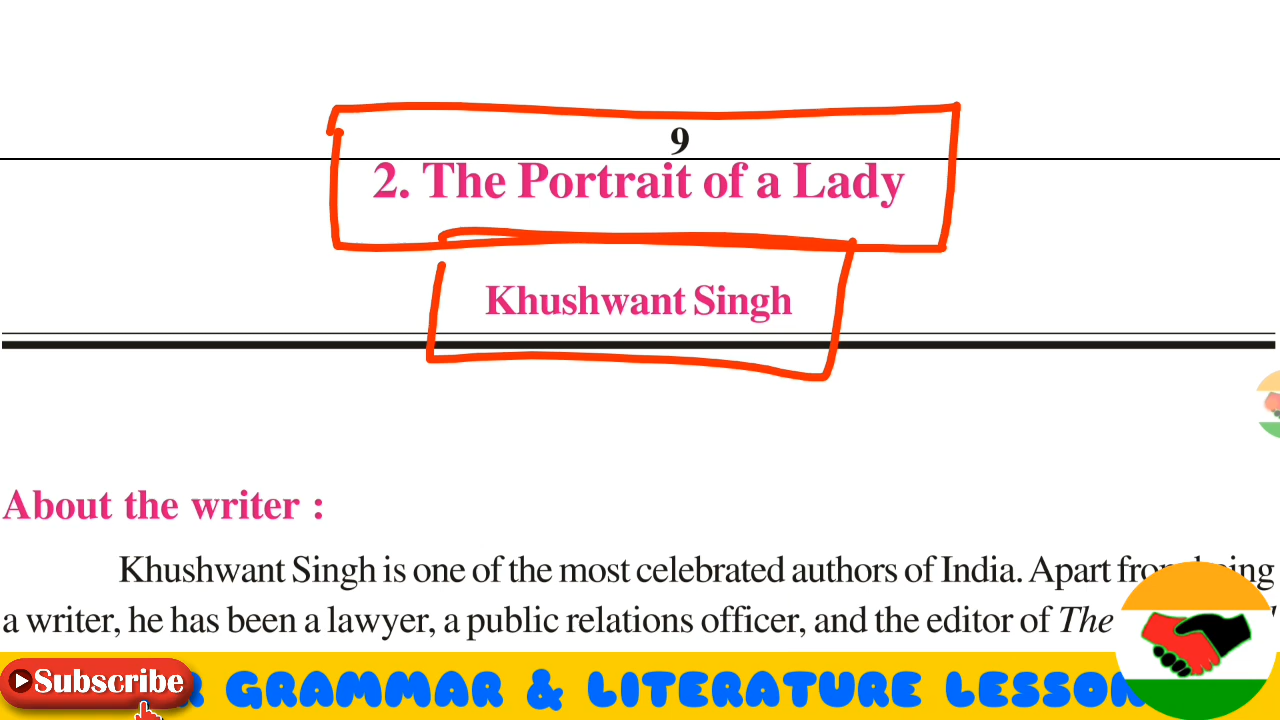 9
2. The Portrait of a Lady
Khushwant Singh
About the writer :
Khushwant Singh is one of the most celebrated authors of India. Apart from being
a writer, he has been a lawyer, a public relations officer, and the editor of The
Subscribe
GRAMMAR & LITERATURE LESSON